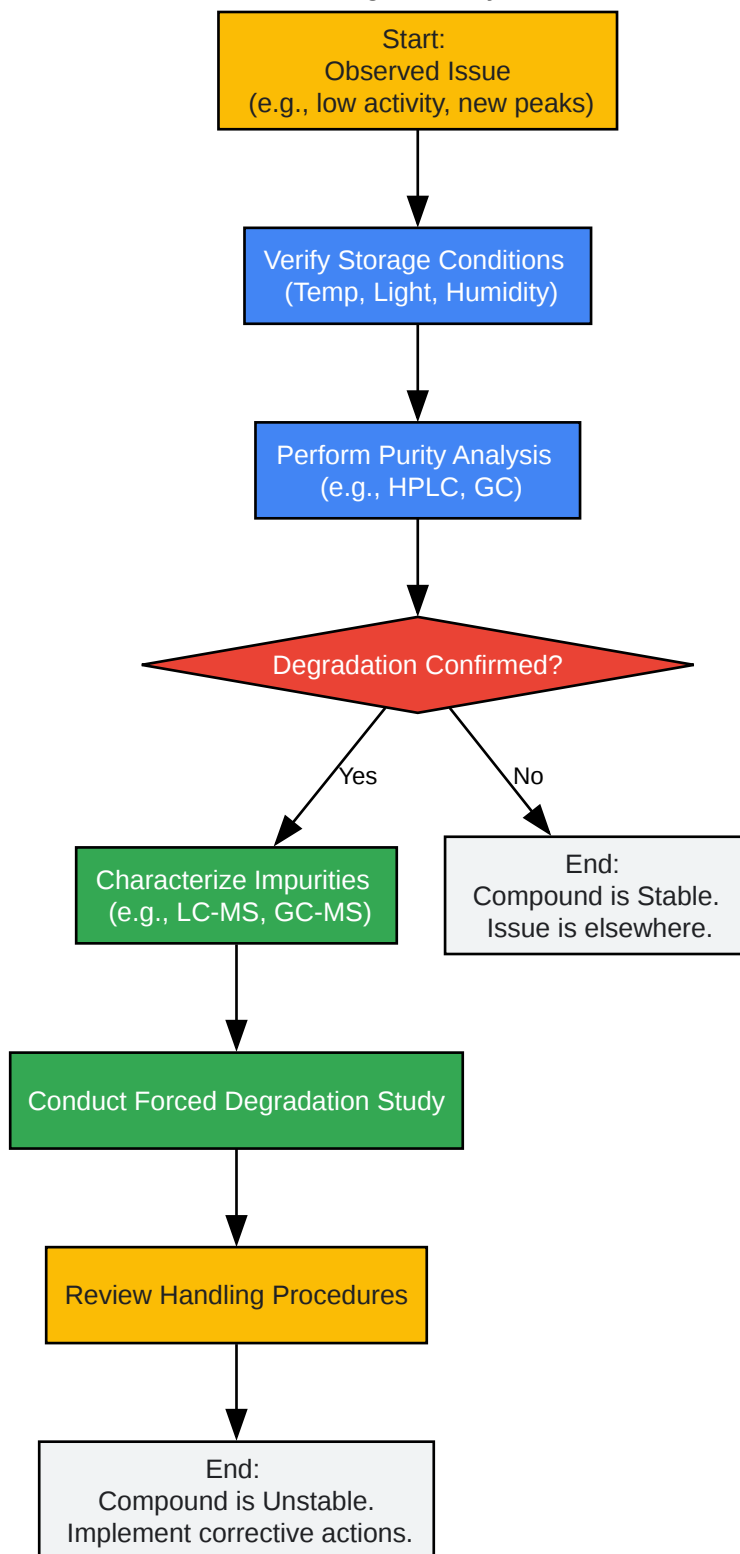 Start:
Observed Issue
(e.g., low activity, new peaks)
Verify Storage Conditions
(Temp, Light, Humidity)
Perform Purity Analysis
(e.g., HPLC, GC)
Degradation Confirmed?
Yes
No
Characterize Impurities
(e.g., LC-MS, GC-MS)
End:
Compound is Stable.
Issue is elsewhere.
Conduct Forced Degradation Study
Review Handling Procedures
End:
Compound is Unstable.
Implement corrective actions.